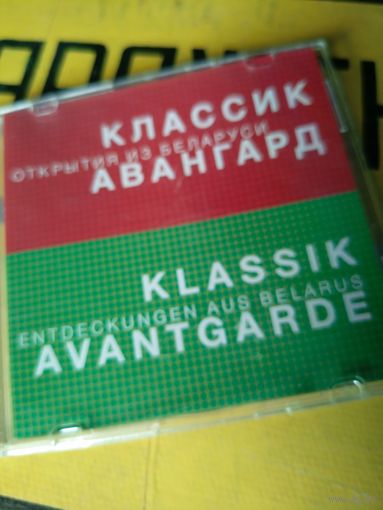 КЛАССИК
ОТКРЫТИЯ ИЗ БЕЛАРУСИ
АВАНГАРД
KLASSIK
ENTDECKUNGEN AUS BELARUS
AVANTGARDE